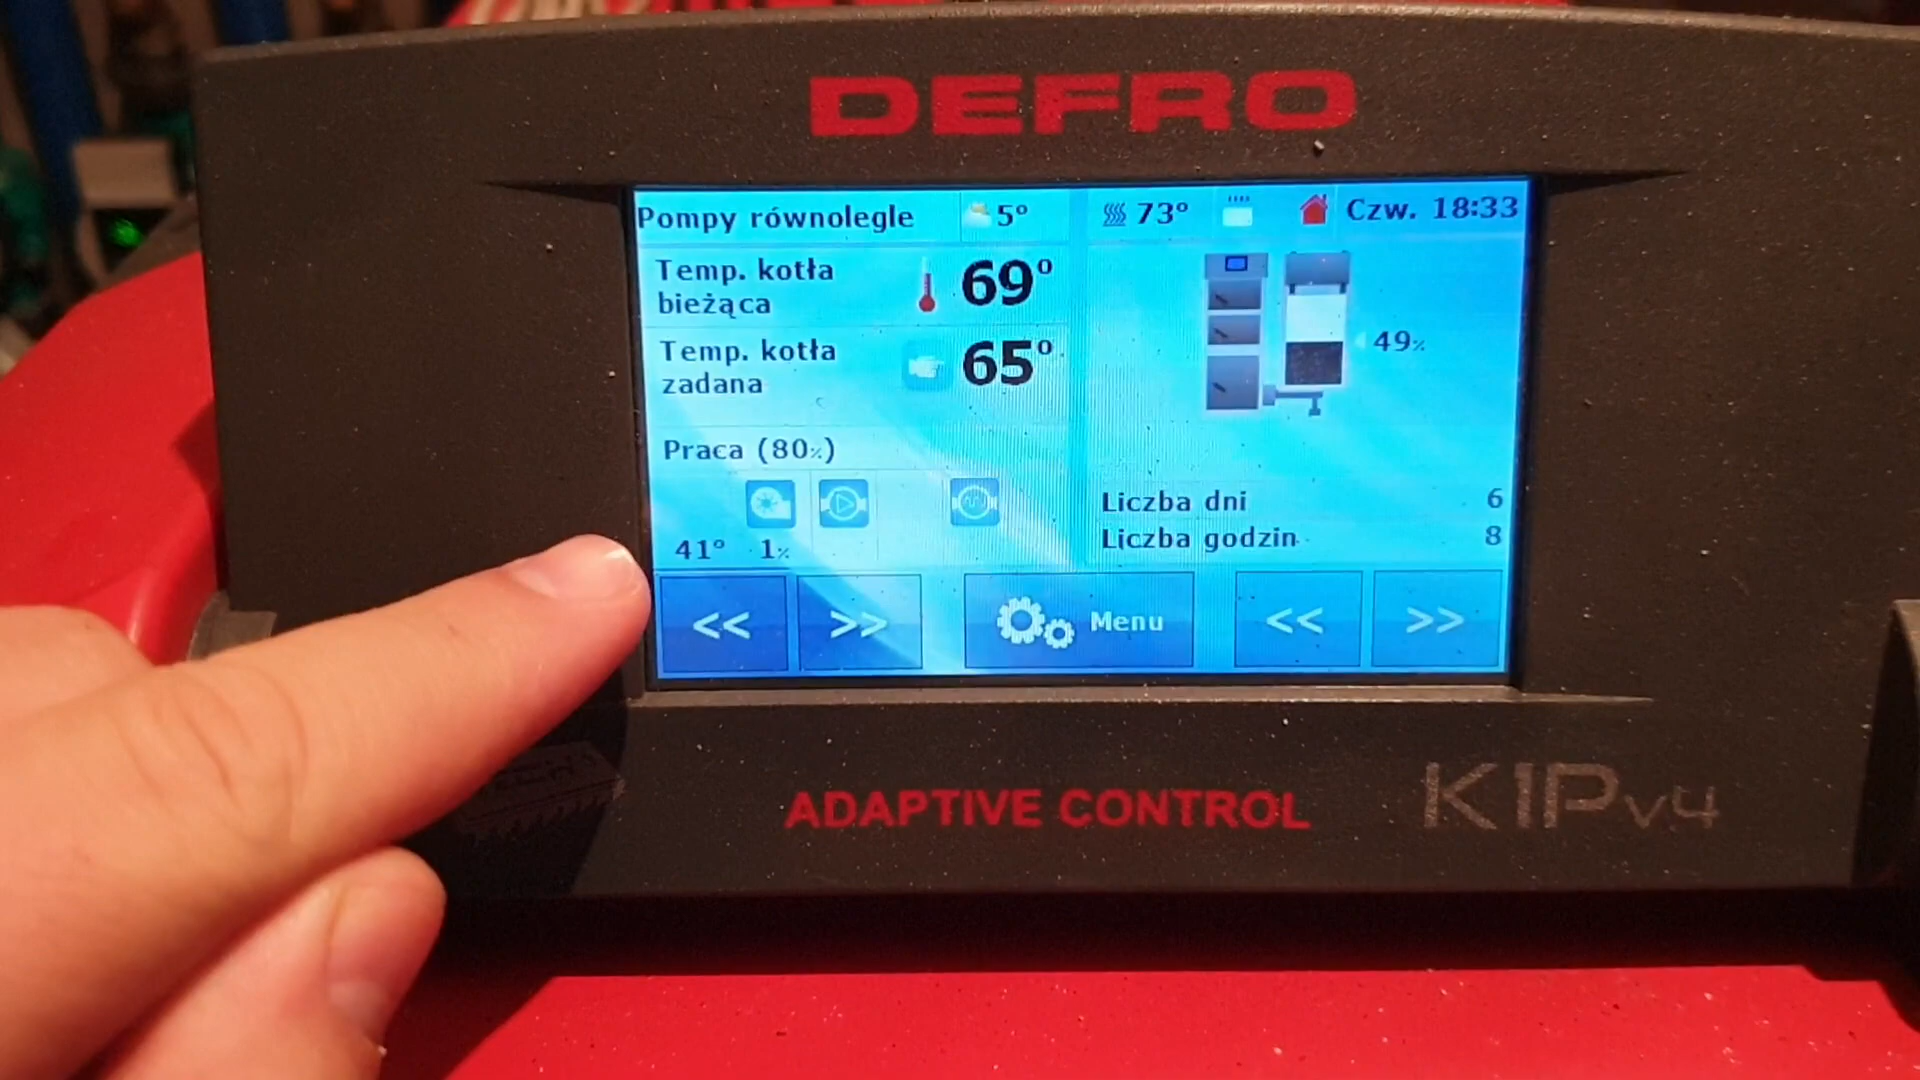 DEFRO
Pompy równolegle 5° 73° Czw. 18:33
Temp. kotła
bieżąca 69°
Temp. kotła
zadana 65°
49%
Praca (80%)
41° 1%
Liczba dni 6
Liczba godzin 8
<< >> Menu << >>
ADAPTIVE CONTROL
K1Pv4